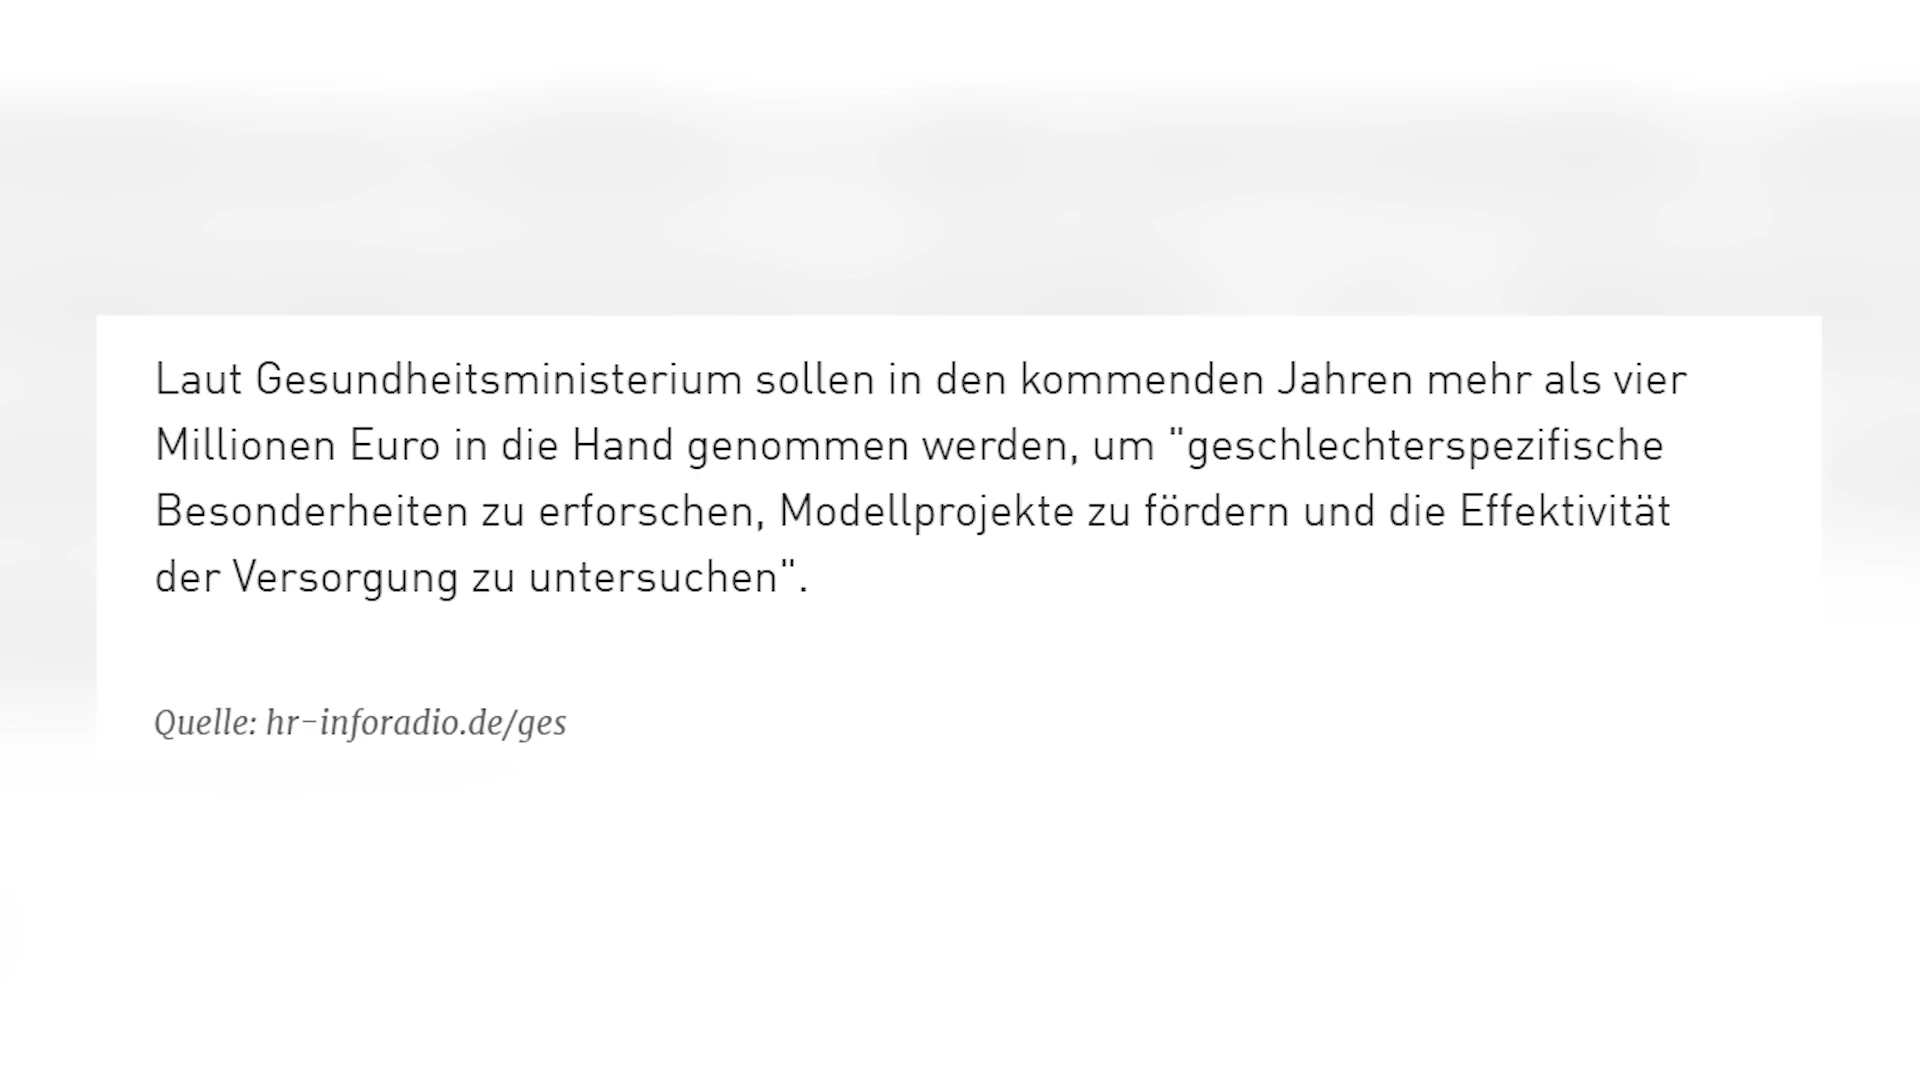 Laut Gesundheitsministerium sollen in den kommenden Jahren mehr als vier
Millionen Euro in die Hand genommen werden, um "geschlechterspezifische
Besonderheiten zu erforschen, Modellprojekte zu fördern und die Effektivität
der Versorgung zu untersuchen".
Quelle: hr-inforadio.de/ges